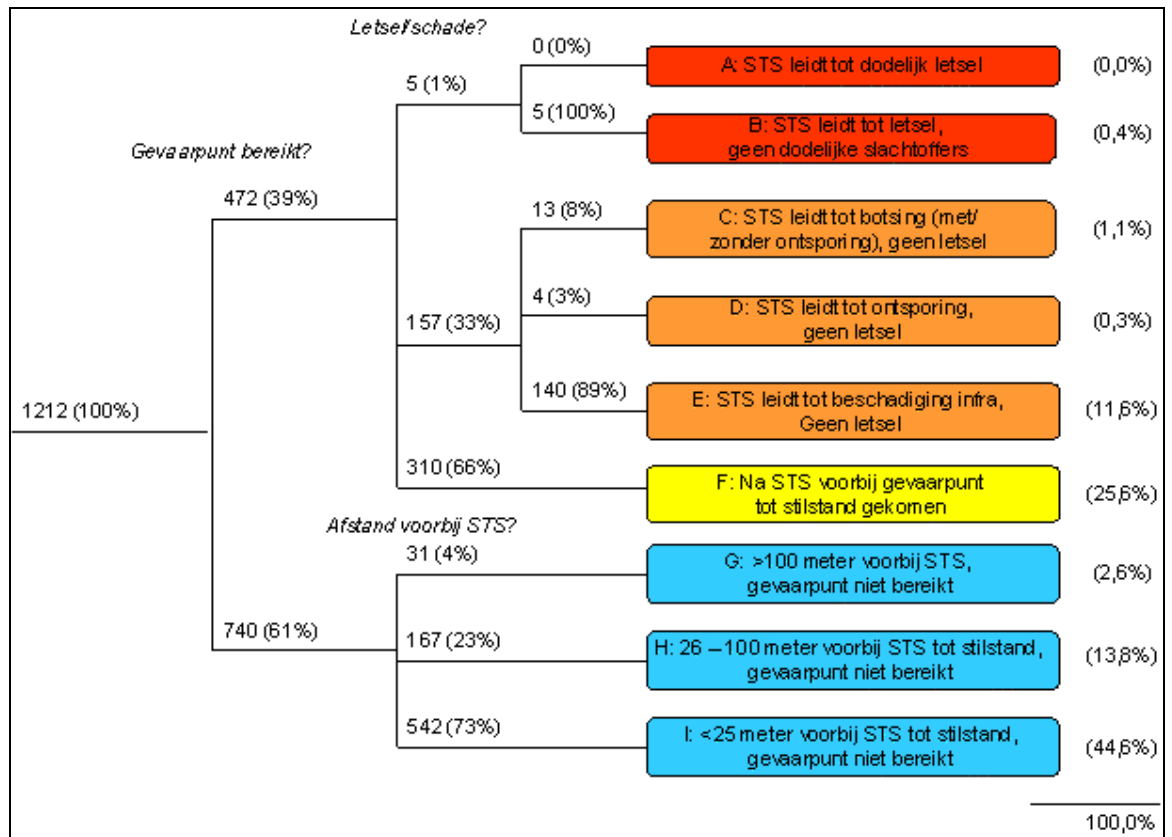 Letsel/schade?
0 (0%)
A: STS leidt tot dodelijk letsel
(0,0%)
5 (1%)
5 (100%)
B: STS leidt tot letsel,
geen dodelijke slachtoffers
(0,4%)
Gevaarpunt bereikt?
472 (39%)
13 (8%)
C: STS leidt tot botsing (met/
zonder ontsporing), geen letsel
(1,1%)
4 (3%)
D: STS leidt tot ontsporing,
geen letsel
(0,3%)
157 (33%)
140 (89%)
E: STS leidt tot beschadiging infra,
Geen letsel
(11,6%)
1212 (100%)
310 (66%)
F: Na STS voorbij gevaarpunt
tot stilstand gekomen
(25,6%)
Afstand voorbij STS?
31 (4%)
G: >100 meter voorbij STS,
gevaarpunt niet bereikt
(2,6%)
740 (61%)
167 (23%)
H: 26 – 100 meter voorbij STS tot stilstand,
gevaarpunt niet bereikt
(13,8%)
542 (73%)
I: <25 meter voorbij STS tot stilstand,
gevaarpunt niet bereikt
(44,6%)
100,0%